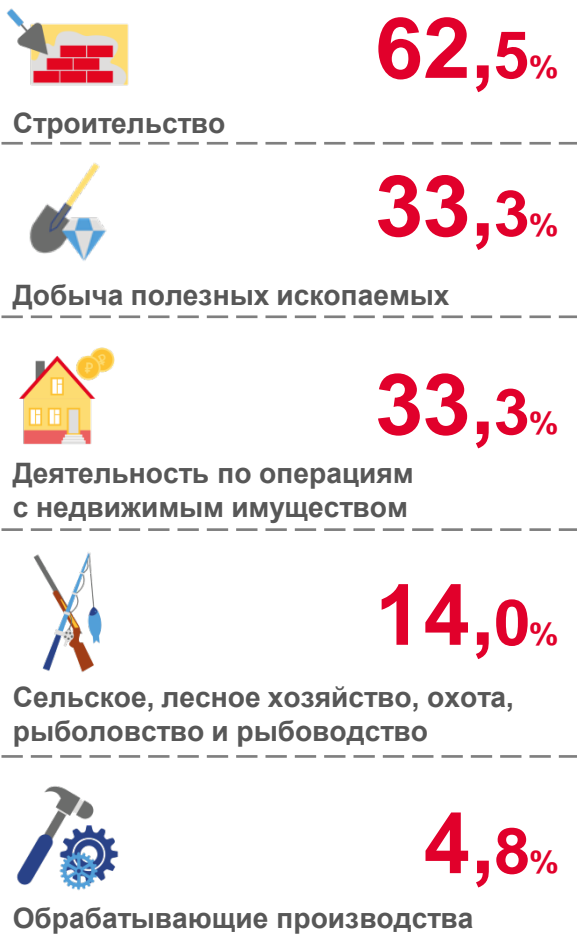 62,5%
Строительство
33,3%
Добыча полезных ископаемых
33,3%
Деятельность по операциям
с недвижимым имуществом
14,0%
Сельское, лесное хозяйство, охота,
рыболовство и рыбоводство
4,8%
Обрабатывающие производства